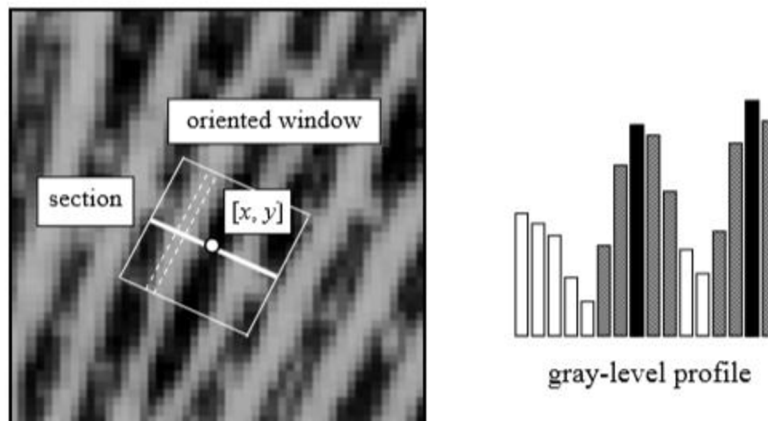 oriented window
section
[x, y]
gray-level profile